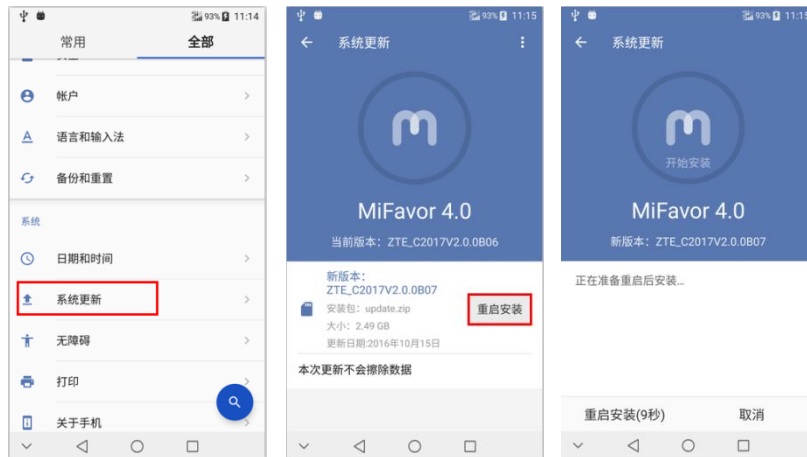 93% 11:14
常用 全部
帐户
语言和输入法
备份和重置
系统
日期和时间
系统更新
无障碍
打印
关于手机
93% 11:15
系统更新
MiFavor 4.0
当前版本：ZTE_C2017V2.0.0B06
新版本：
ZTE_C2017V2.0.0B07
安装包：update.zip
大小：2.49 GB
更新日期:2016年10月15日
重启安装
本次更新不会擦除数据
93% 11:15
系统更新
开始安装
MiFavor 4.0
新版本：ZTE_C2017V2.0.0B07
正在准备重启后安装...
重启安装(9秒) 取消